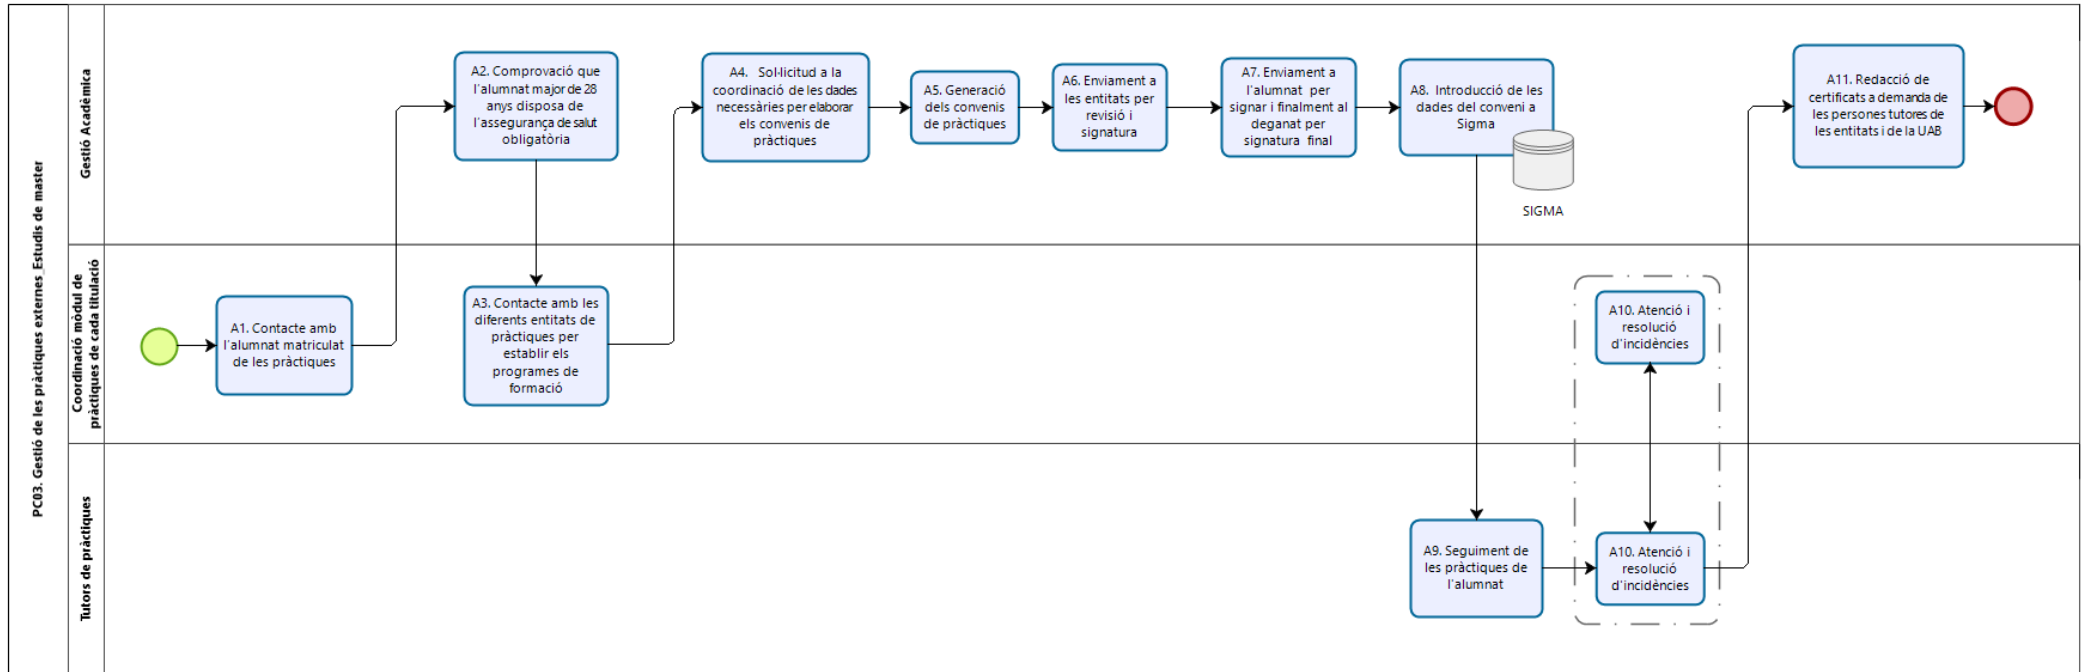 PC03. Gestió de les pràctiques externes_Estudis de master
Gestió Acadèmica
A2. Comprovació que
l'alumnat major de 28
anys disposa de
l'assegurança de salut
obligatòria
A4. Sol·licitud a la
coordinació de les dades
necessàries per elaborar
els convenis de
pràctiques
A5. Generació
dels convenis
de pràctiques
A6. Enviament a
les entitats per
revisió i
signatura
A7. Enviament a
l'alumnat per
signar i finalment al
deganat per
signatura final
A8. Introducció de les
dades del conveni a
Sigma
SIGMA
A11. Redacció de
certificats a demanda de
les persones tutores de
les entitats i de la UAB
Coordinació mòdul de
pràctiques de cada titulació
A1. Contacte amb
l'alumnat matriculat
de les pràctiques
A3. Contacte amb les
diferents entitats de
pràctiques per
establir els
programes de
formació
A10. Atenció i
resolució
d'incidències
Tutors de pràctiques
A9. Seguiment de
les pràctiques de
l'alumnat
A10. Atenció i
resolució
d'incidències